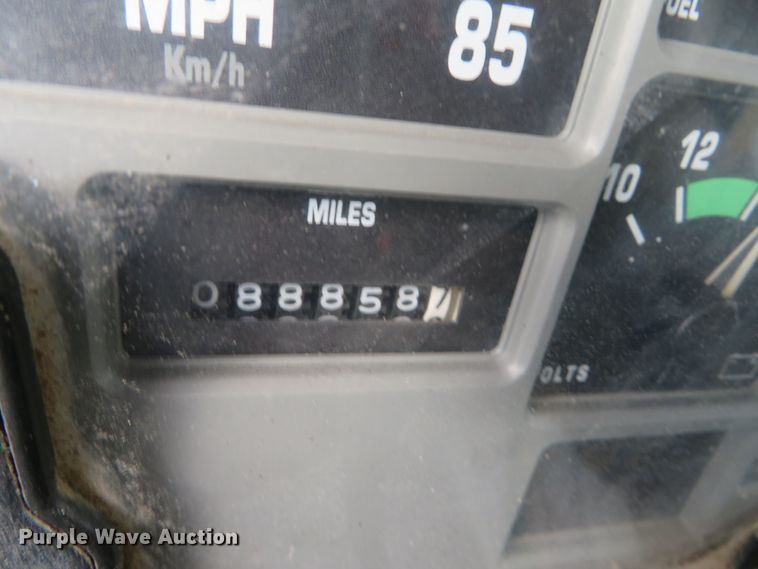 MPH
Km/h
85
UEL
12
10
MILES
088858
OLTS
Purple Wave Auction